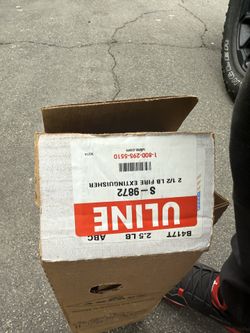 B417T 2.5 LB ABC
ULINE
2 1/2 LB FIRE EXTINGUISHER
S-9872
1-800-295-5510
uline.com